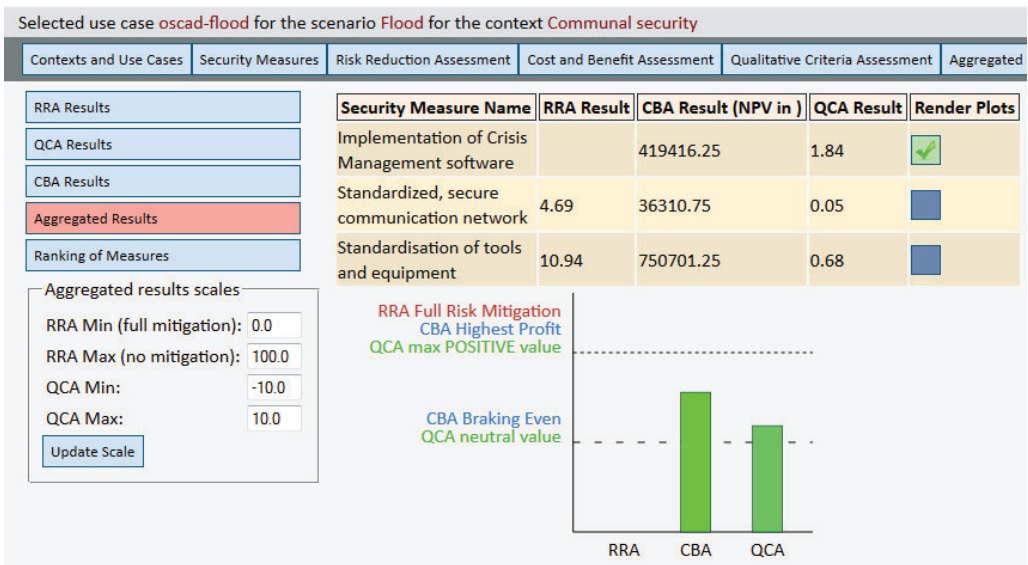 Selected use case oscad-flood for the scenario Flood for the context Communal security
Contexts and Use Cases Security Measures Risk Reduction Assessment Cost and Benefit Assessment Qualitative Criteria Assessment Aggregated
RRA Results
QCA Results
CBA Results
Aggregated Results
Ranking of Measures
Aggregated results scales
RRA Min (full mitigation): 0.0
RRA Max (no mitigation): 100.0
QCA Min: -10.0
QCA Max: 10.0
Update Scale
Security Measure Name RRA Result CBA Result (NPV in ) QCA Result Render Plots
Implementation of Crisis
Management software 419416.25 1.84
Standardized, secure
communication network 4.69 36310.75 0.05
Standardisation of tools
and equipment 10.94 750701.25 0.68
RRA Full Risk Mitigation
CBA Highest Profit
QCA max POSITIVE value
CBA Braking Even
QCA neutral value
RRA CBA QCA